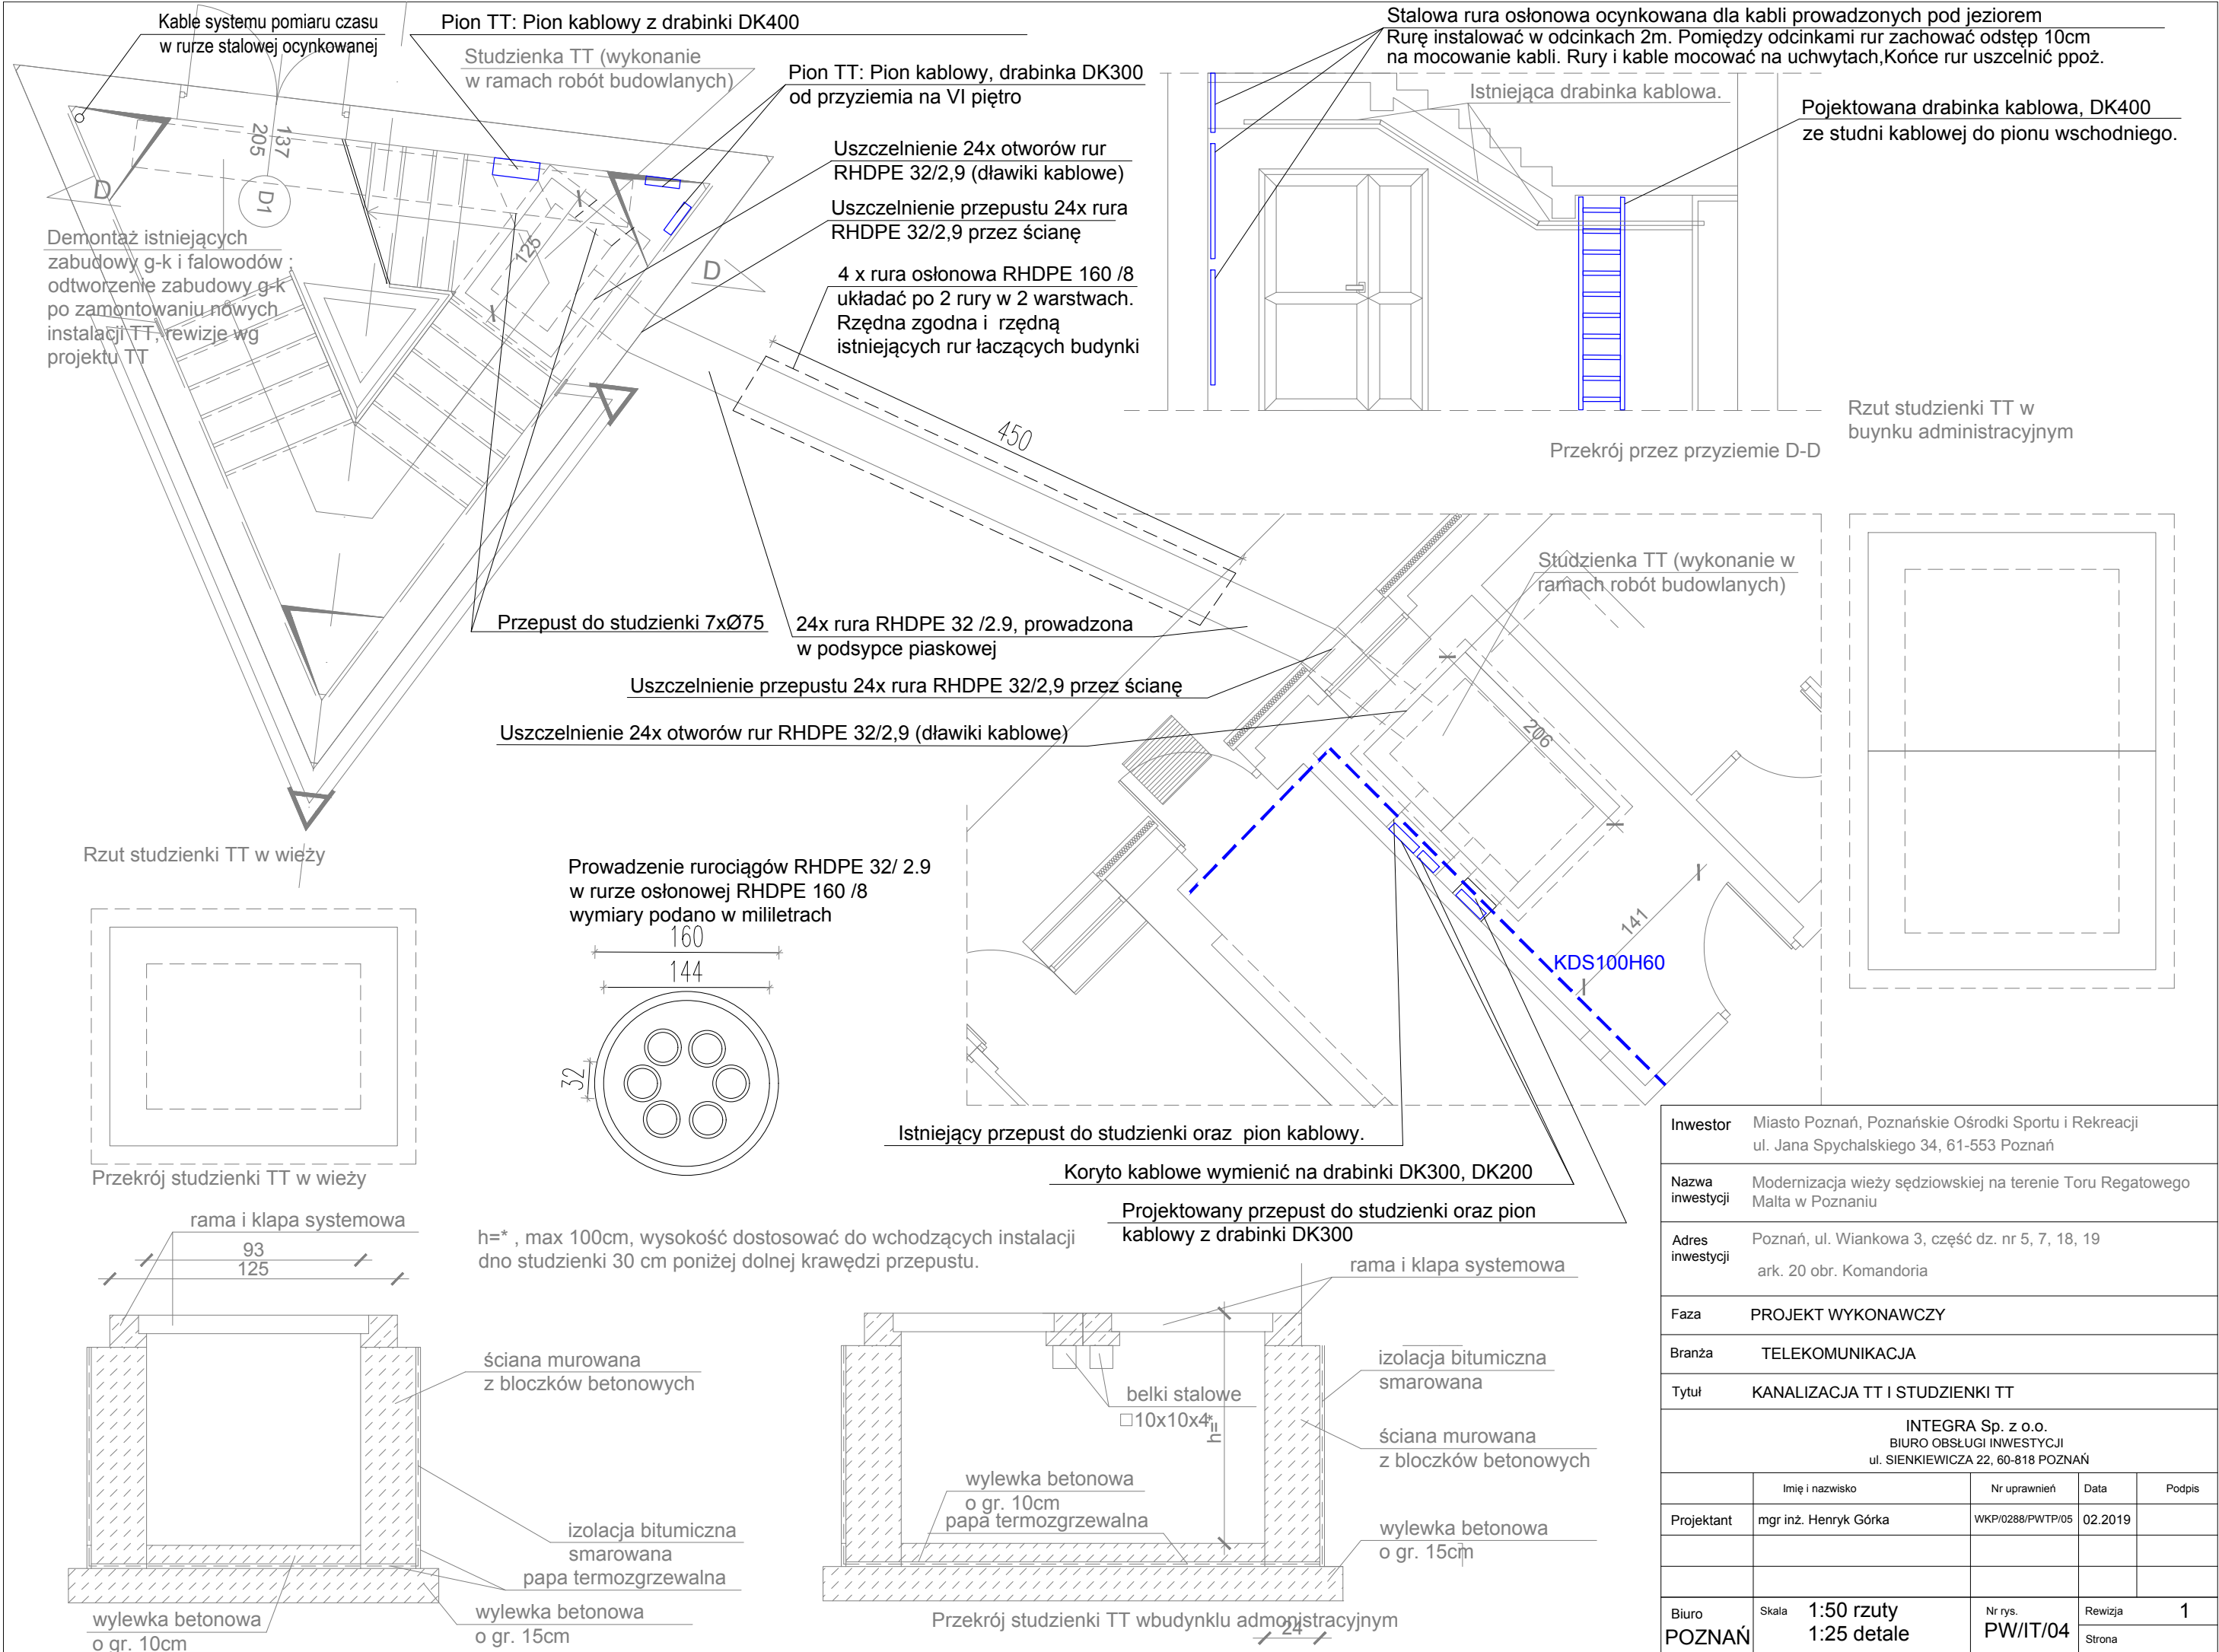 Kable systemu pomiaru czasu
w rurze stalowej ocynkowanej
Pion TT: Pion kablowy z drabinki DK400
Studzienka TT (wykonanie
w ramach robót budowlanych)
Pion TT: Pion kablowy, drabinka DK300
od przyziemia na VI piętro
Uszczelnienie 24x otworów rur
RHDPE 32/2,9 (dławiki kablowe)
Uszczelnienie przepustu 24x rura
RHDPE 32/2,9 przez ścianę
4 x rura osłonowa RHDPE 160 /8
układać po 2 rury w 2 warstwach.
Rzędna zgodna i  rzędną
istniejących rur łaczących budynki
137
205
D1
D
D
125
Demontaż istniejących
zabudowy g-k i falowodów ;
odtworzenie zabudowy g-k
po zamontowaniu nowych
instalacji TT, rewizje wg
projektu TT
450
Stalowa rura osłonowa ocynkowana dla kabli prowadzonych pod jeziorem
Rurę instalować w odcinkach 2m. Pomiędzy odcinkami rur zachować odstęp 10cm
na mocowanie kabli. Rury i kable mocować na uchwytach,Końce rur uszcelnić ppoż.
Istniejąca drabinka kablowa.
Pojektowana drabinka kablowa, DK400
ze studni kablowej do pionu wschodniego.
Przekrój przez przyziemie D-D
Rzut studzienki TT w
buynku administracyjnym
Studzienka TT (wykonanie w
ramach robót budowlanych)
Przepust do studzienki 7xØ75
24x rura RHDPE 32 /2.9, prowadzona
w podsypce piaskowej
Uszczelnienie przepustu 24x rura RHDPE 32/2,9 przez ścianę
Uszczelnienie 24x otworów rur RHDPE 32/2,9 (dławiki kablowe)
206
141
KDS100H60
Rzut studzienki TT w wieży
Prowadzenie rurociągów RHDPE 32/ 2.9
w rurze osłonowej RHDPE 160 /8
wymiary podano w mililetrach
160
144
32
Istniejący przepust do studzienki oraz  pion kablowy.
Koryto kablowe wymienić na drabinki DK300, DK200
Projektowany przepust do studzienki oraz pion
kablowy z drabinki DK300
Przekrój studzienki TT w wieży
rama i klapa systemowa
93
125
h=* , max 100cm, wysokość dostosować do wchodzących instalacji
dno studzienki 30 cm poniżej dolnej krawędzi przepustu.
ściana murowana
z bloczków betonowych
izolacja bitumiczna
smarowana
papa termozgrzewalna
wylewka betonowa
o gr. 15cm
wylewka betonowa
o gr. 10cm
rama i klapa systemowa
belki stalowe
□10x10x4
h=*
izolacja bitumiczna
smarowana
ściana murowana
z bloczków betonowych
wylewka betonowa
o gr. 10cm
papa termozgrzewalna
wylewka betonowa
o gr. 15cm
Przekrój studzienki TT wbudynklu admonistracyjnym
24
Inwestor
Miasto Poznań, Poznańskie Ośrodki Sportu i Rekreacji
ul. Jana Spychalskiego 34, 61-553 Poznań
Nazwa
inwestycji
Modernizacja wieży sędziowskiej na terenie Toru Regatowego
Malta w Poznaniu
Adres
inwestycji
Poznań, ul. Wiankowa 3, część dz. nr 5, 7, 18, 19
ark. 20 obr. Komandoria
Faza PROJEKT WYKONAWCZY
Branża TELEKOMUNIKACJA
Tytuł KANALIZACJA TT I STUDZIENKI TT
INTEGRA Sp. z o.o.
BIURO OBSŁUGI INWESTYCJI
ul. SIENKIEWICZA 22, 60-818 POZNAŃ
Imię i nazwisko Nr uprawnień Data Podpis
Projektant mgr inż. Henryk Górka WKP/0288/PWTP/05 02.2019
Biuro
POZNAŃ
Skala 1:50 rzuty
1:25 detale
Nr rys.
PW/IT/04
Rewizja 1
Strona